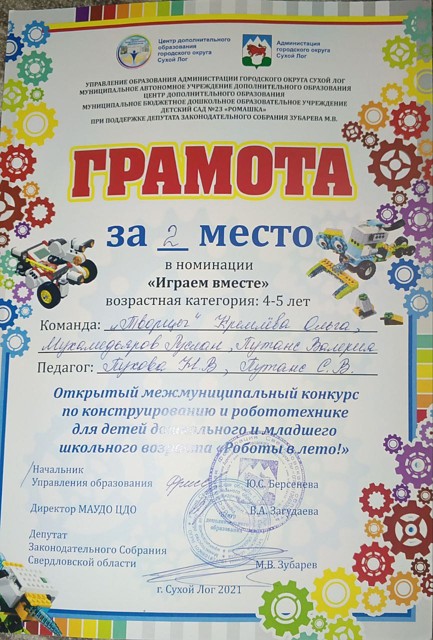 Центр дополнительного
образования
городского округа
Сухой Лог
Администрация
городского округа
Сухой Лог
УПРАВЛЕНИЕ ОБРАЗОВАНИЯ АДМИНИСТРАЦИИ ГОРОДСКОГО ОКРУГА СУХОЙ ЛОГ
МУНИЦИПАЛЬНОЕ АВТОНОМНОЕ УЧРЕЖДЕНИЕ ДОПОЛНИТЕЛЬНОГО ОБРАЗОВАНИЯ
ЦЕНТР ДОПОЛНИТЕЛЬНОГО ОБРАЗОВАНИЯ
МУНИЦИПАЛЬНОЕ БЮДЖЕТНОЕ ДОШКОЛЬНОЕ ОБРАЗОВАТЕЛЬНОЕ УЧРЕЖДЕНИЕ
ДЕТСКИЙ САД №23 «РОМАШКА»
ПРИ ПОДДЕРЖКЕ ДЕПУТАТА ЗАКОНОДАТЕЛЬНОГО СОБРАНИЯ ЗУБАРЕВА М.В.
ГРАМОТА
за 2 место
в номинации
«Играем вместе»
возрастная категория: 4-5 лет
Команда: „Творцы" Кремлёва Ольга,
Мухамедьяров Руслан, Путанс Валерия
Педагог: Пухова Н.В, Путанс С.В.
Открытый межмуниципальный конкурс
по конструированию и робототехнике
для детей дошкольного и младшего
школьного возраста «Роботы в лето!»
Начальник
Управления образования Ю.С. Берсенева
Директор МАУДО ЦДО В.А. Загудаева
Депутат
Законодательного Собрания
Свердловской области М.В. Зубарев
г. Сухой Лог 2021